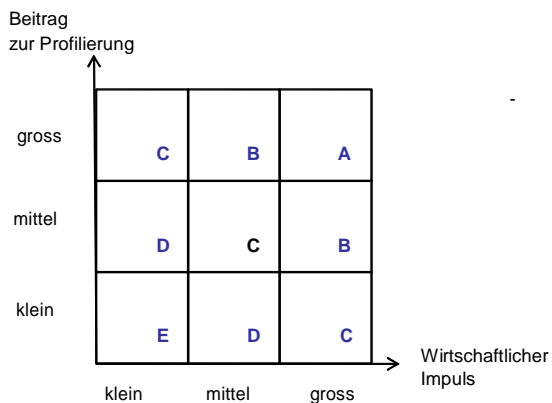 Beitrag
zur Profilierung
-
gross
C B A
mittel
D C B
klein
E D C
Wirtschaftlicher
Impuls
klein mittel gross